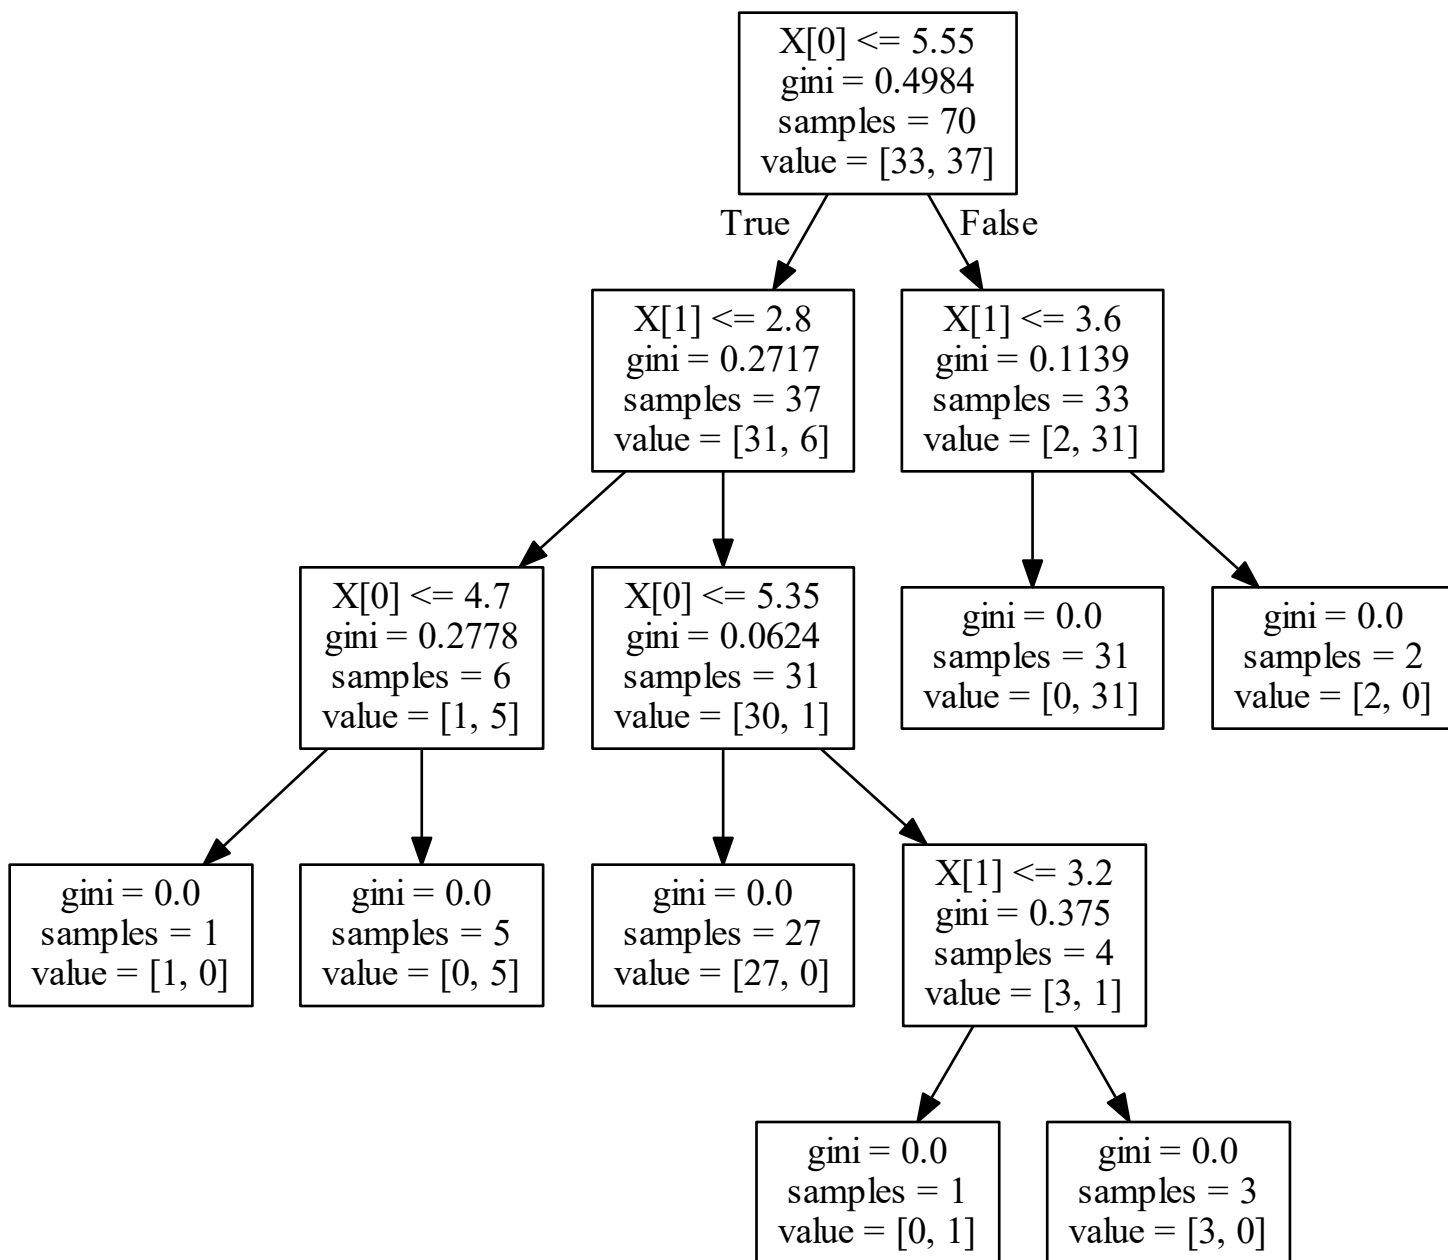 X[0] <= 5.55
gini = 0.4984
samples = 70
value = [33, 37]
True
False
X[1] <= 2.8
gini = 0.2717
samples = 37
value = [31, 6]
X[1] <= 3.6
gini = 0.1139
samples = 33
value = [2, 31]
X[0] <= 4.7
gini = 0.2778
samples = 6
value = [1, 5]
X[0] <= 5.35
gini = 0.0624
samples = 31
value = [30, 1]
gini = 0.0
samples = 31
value = [0, 31]
gini = 0.0
samples = 2
value = [2, 0]
gini = 0.0
samples = 1
value = [1, 0]
gini = 0.0
samples = 5
value = [0, 5]
gini = 0.0
samples = 27
value = [27, 0]
X[1] <= 3.2
gini = 0.375
samples = 4
value = [3, 1]
gini = 0.0
samples = 1
value = [0, 1]
gini = 0.0
samples = 3
value = [3, 0]